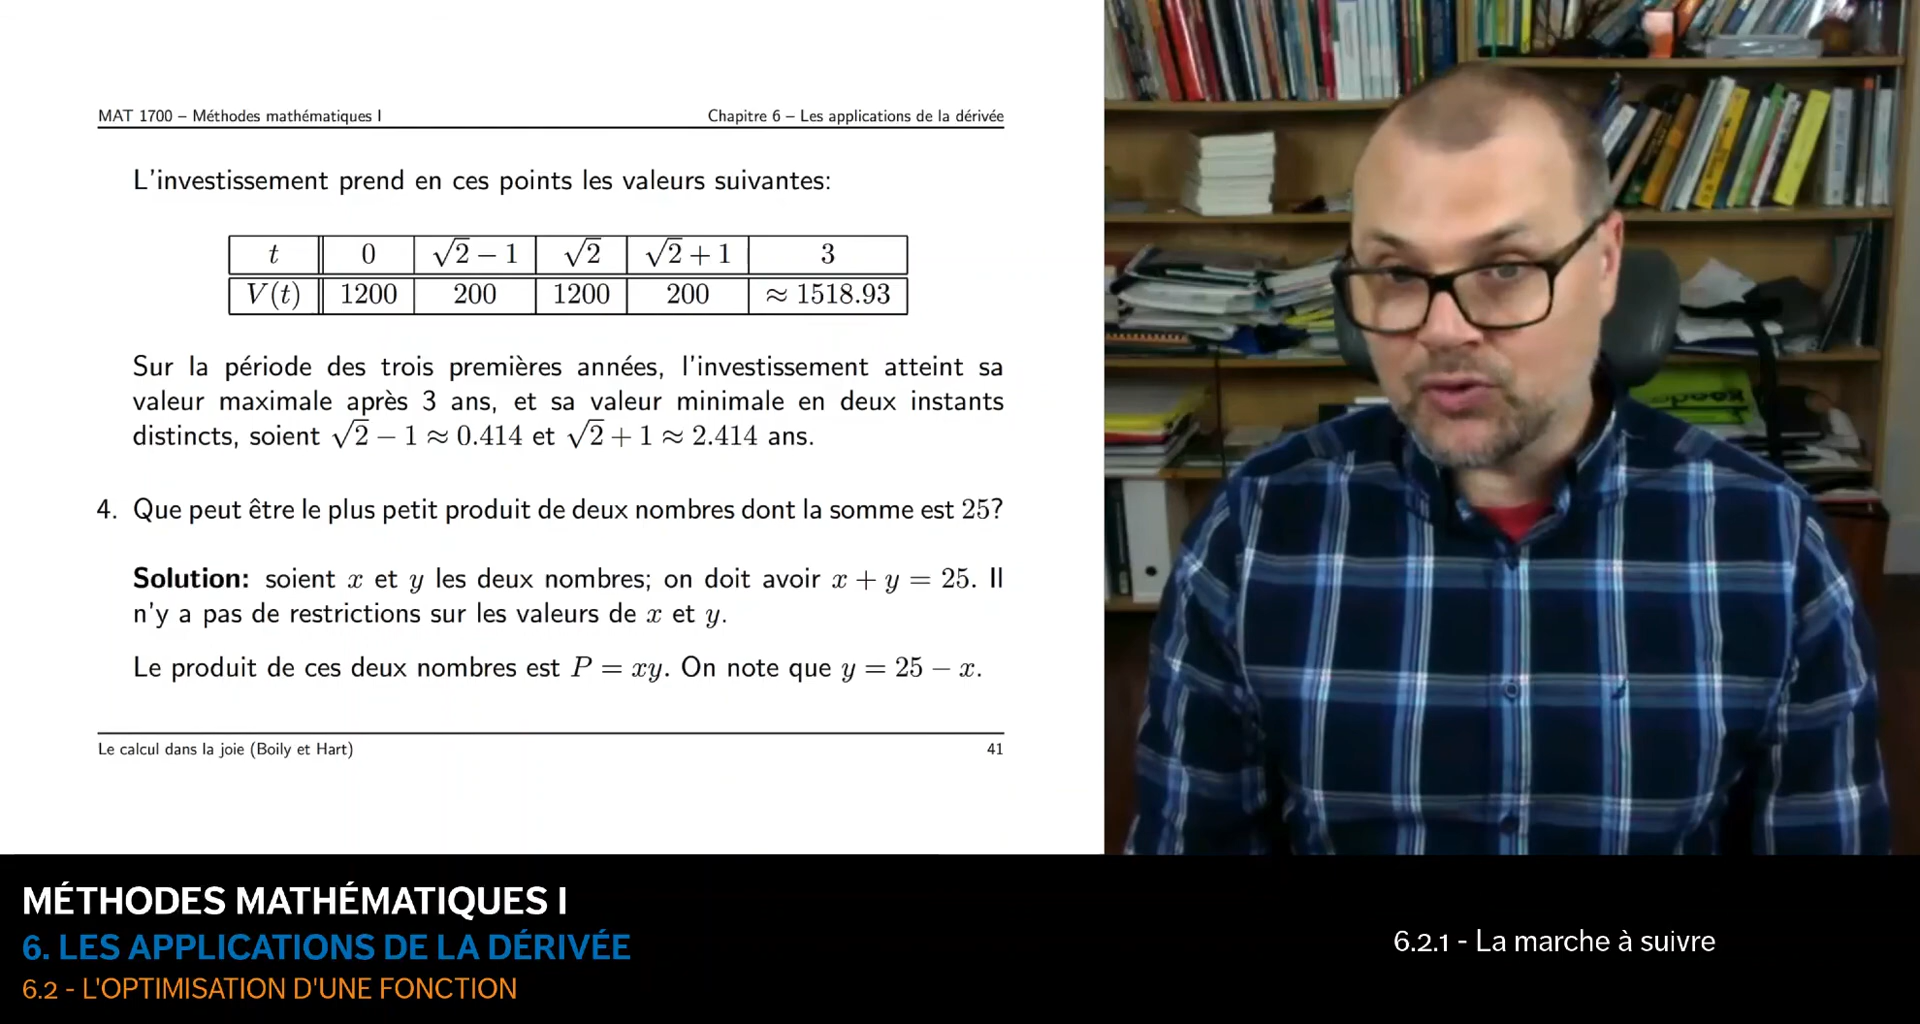 MAT 1700 – Méthodes mathématiques I
Chapitre 6 – Les applications de la dérivée
L'investissement prend en ces points les valeurs suivantes:
t 0 √2 − 1 √2 √2 + 1 3
V(t) 1200 200 1200 200 ≈ 1518.93
Sur la période des trois premières années, l'investissement atteint sa
valeur maximale après 3 ans, et sa valeur minimale en deux instants
distincts, soient √2 − 1 ≈ 0.414 et √2 + 1 ≈ 2.414 ans.
4. Que peut être le plus petit produit de deux nombres dont la somme est 25?
Solution: soient x et y les deux nombres; on doit avoir x + y = 25. Il
n'y a pas de restrictions sur les valeurs de x et y.
Le produit de ces deux nombres est P = xy. On note que y = 25 − x.
Le calcul dans la joie (Boily et Hart)
41
MÉTHODES MATHÉMATIQUES I
6. LES APPLICATIONS DE LA DÉRIVÉE
6.2 - L'OPTIMISATION D'UNE FONCTION
6.2.1 - La marche à suivre